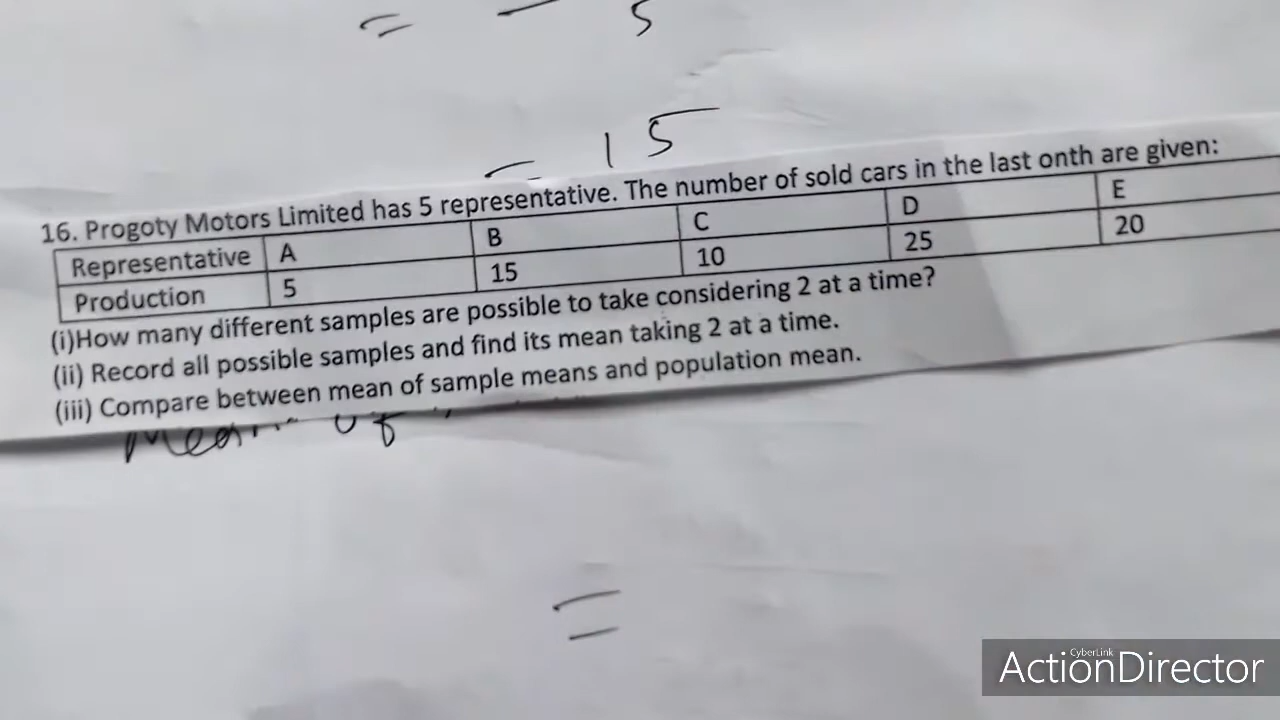 = 5
= 15
16. Progoty Motors Limited has 5 representative. The number of sold cars in the last onth are given:
Representative A B C D E
Production 5 15 10 25 20
(i)How many different samples are possible to take considering 2 at a time?
(ii) Record all possible samples and find its mean taking 2 at a time.
(iii) Compare between mean of sample means and population mean.
Mean of
=
CyberLink
ActionDirector